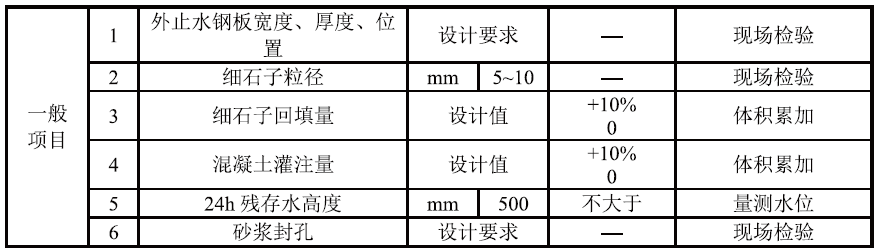 一般
项目
1 外止水钢板宽度、厚度、位
置 设计要求 — 现场检验
2 细石子粒径 mm 5~10 — 现场检验
3 细石子回填量 设计值 +10%
0 体积累加
4 混凝土灌注量 设计值 +10%
0 体积累加
5 24h 残存水高度 mm 500 不大于 量测水位
6 砂浆封孔 设计要求 — 现场检验